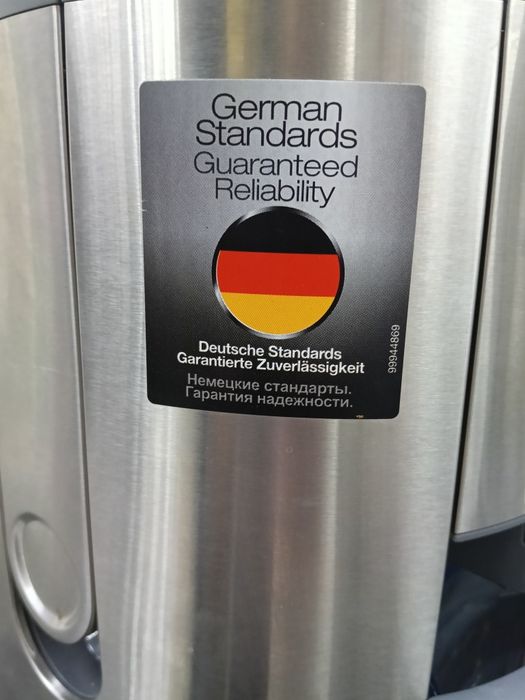 German
Standards
Guaranteed
Reliability
Deutsche Standards
Garantierte Zuverlässigkeit
Немецкие стандарты.
Гарантия надежности.
99944869